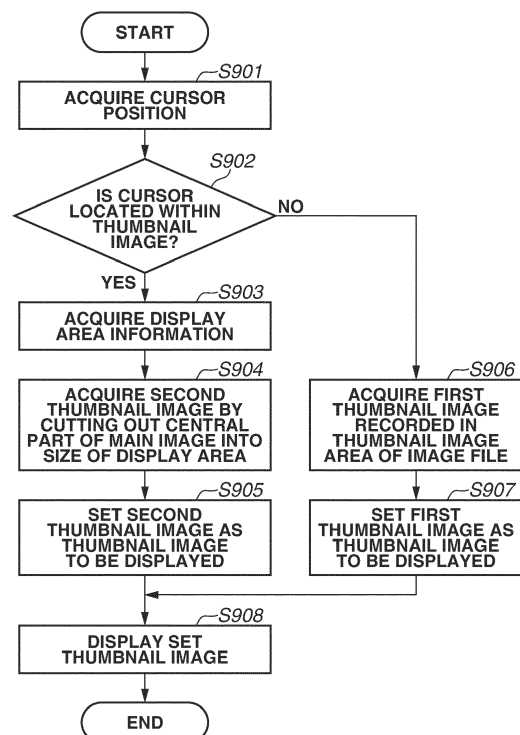 START
S901
ACQUIRE CURSOR
POSITION
S902
IS CURSOR
LOCATED WITHIN
THUMBNAIL
IMAGE?
NO
YES
S903
ACQUIRE DISPLAY
AREA INFORMATION
S904
ACQUIRE SECOND
THUMBNAIL IMAGE BY
CUTTING OUT CENTRAL
PART OF MAIN IMAGE INTO
SIZE OF DISPLAY AREA
S906
ACQUIRE FIRST
THUMBNAIL IMAGE
RECORDED IN
THUMBNAIL IMAGE
AREA OF IMAGE FILE
S905
SET SECOND
THUMBNAIL IMAGE AS
THUMBNAIL IMAGE
TO BE DISPLAYED
S907
SET FIRST
THUMBNAIL IMAGE AS
THUMBNAIL IMAGE
TO BE DISPLAYED
S908
DISPLAY SET
THUMBNAIL IMAGE
END